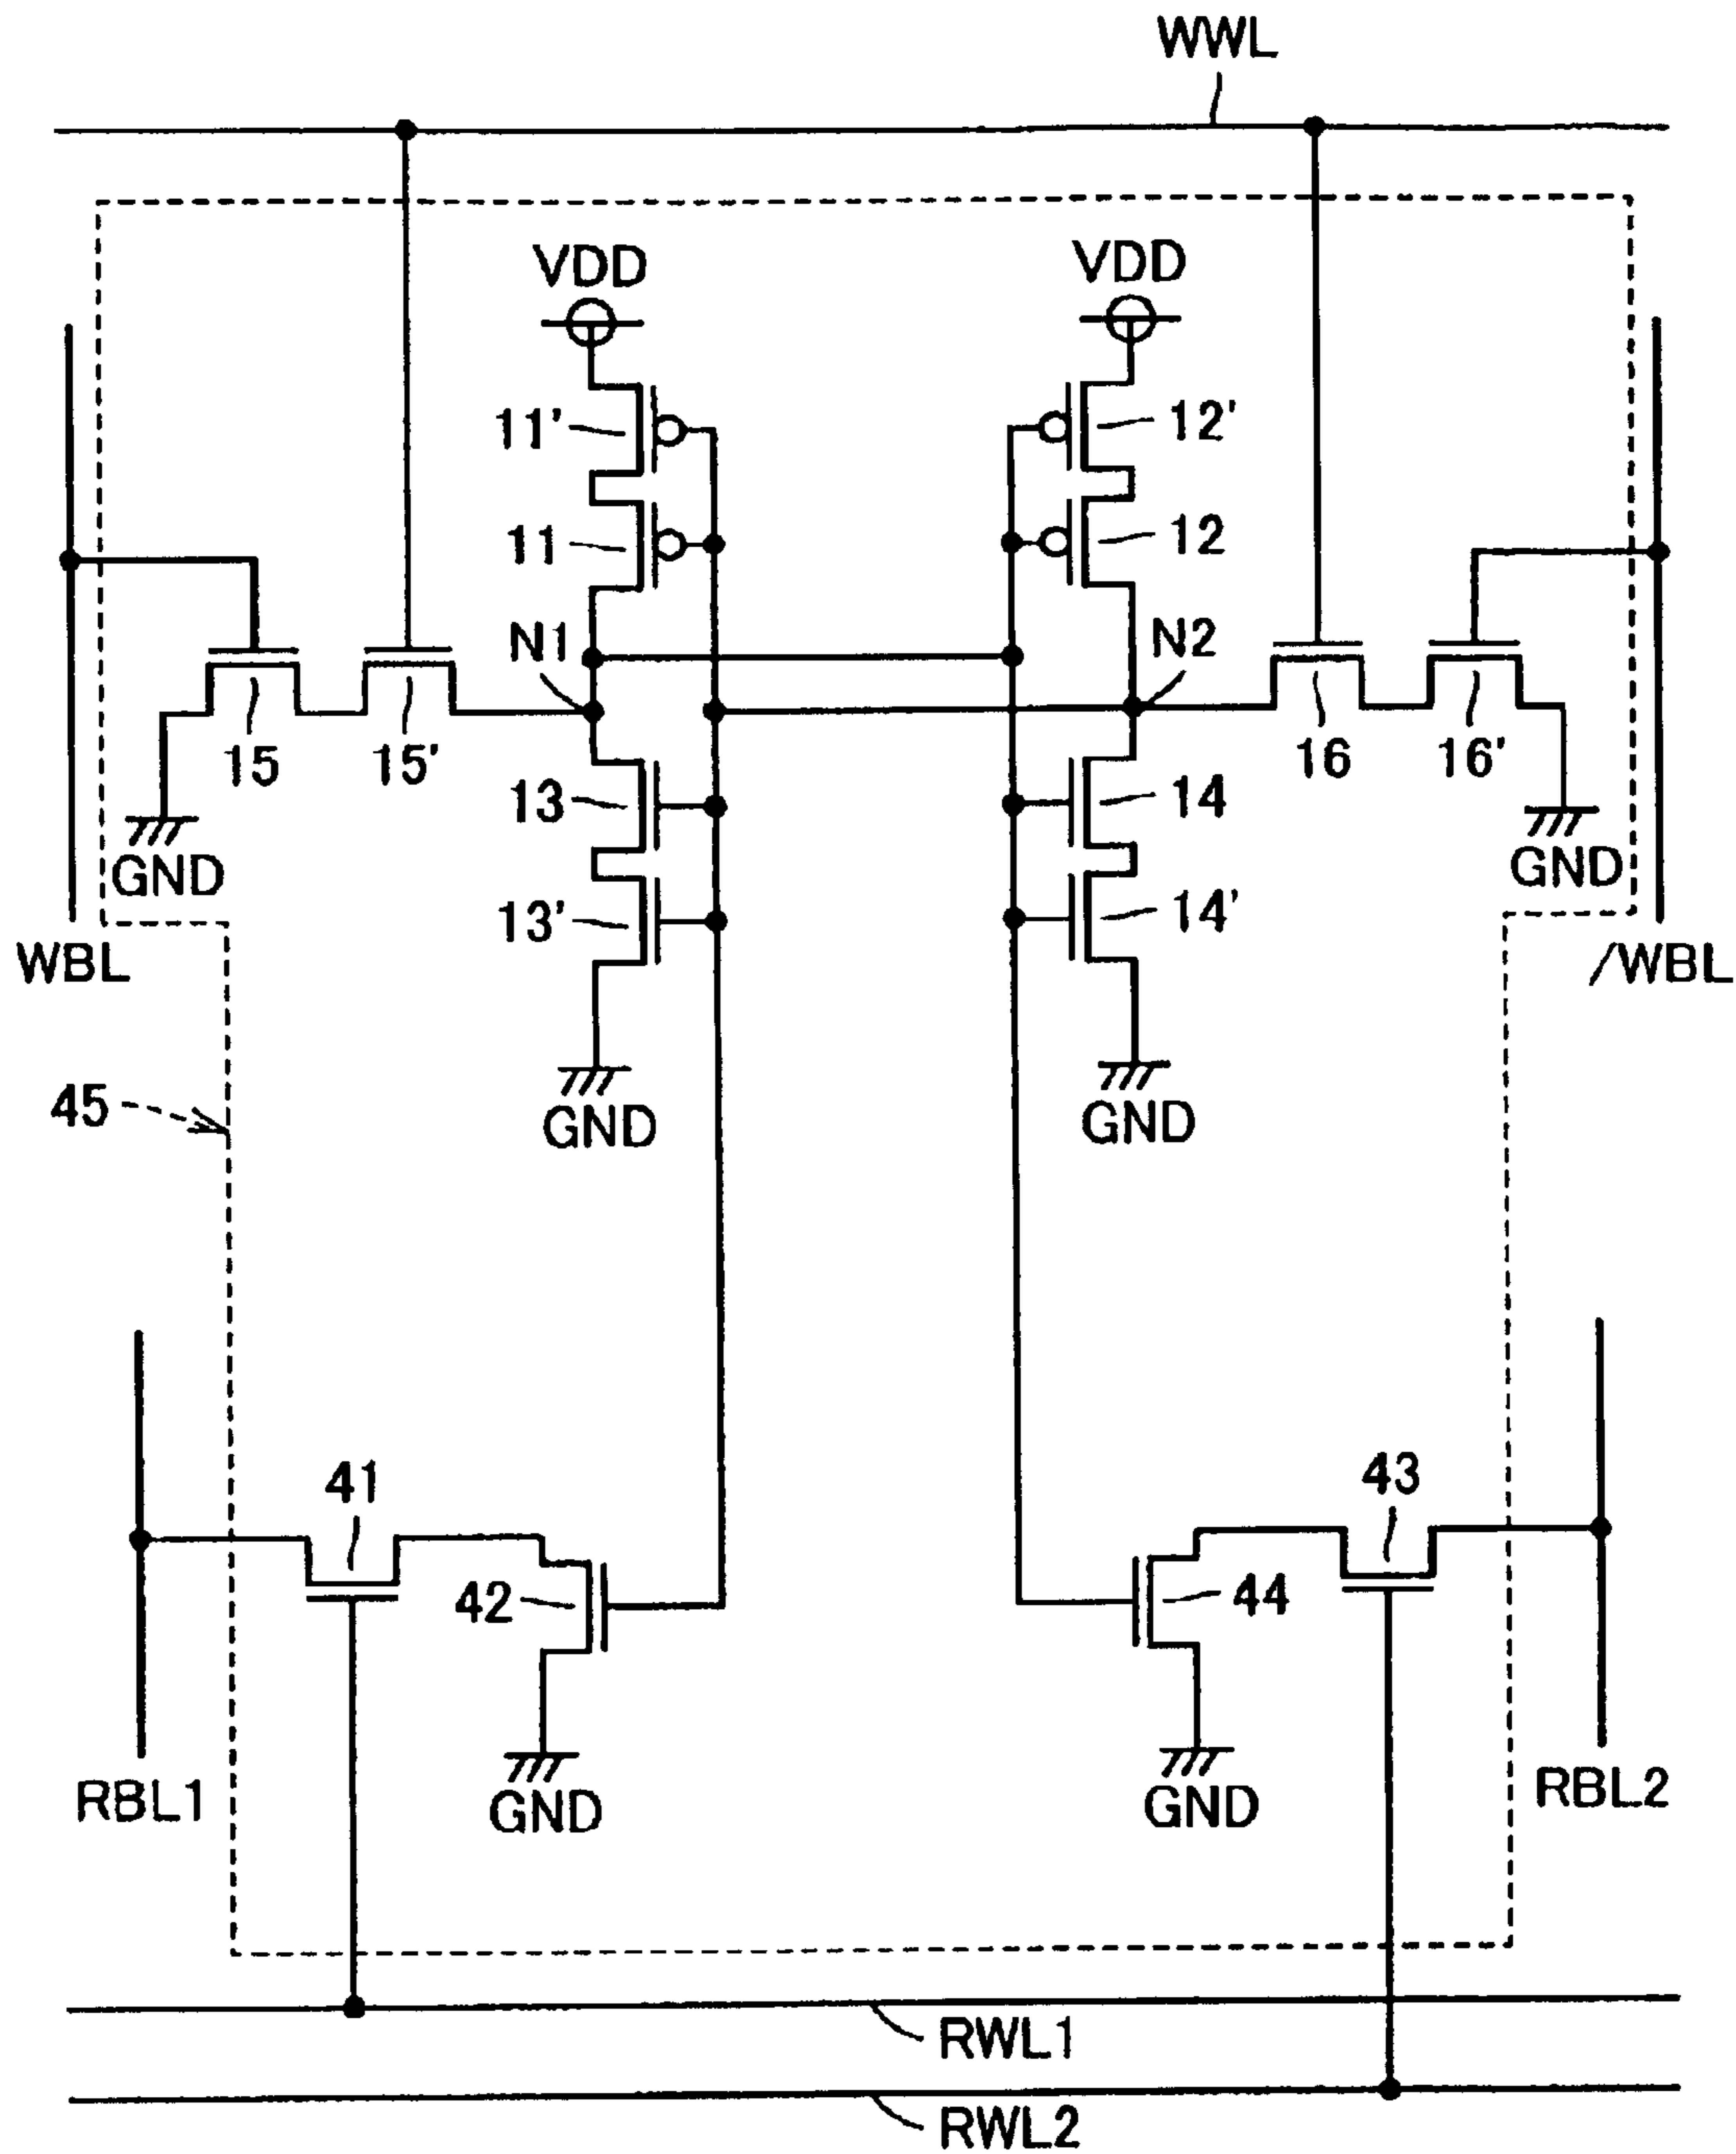 WWL
VDD
VDD
11'
12'
11
12
N1
N2
15
15'
16
16'
13
14
GND
GND
13'
14'
WBL
/WBL
45
GND
GND
41
43
42
44
RBL1
GND
GND
RBL2
RWL1
RWL2